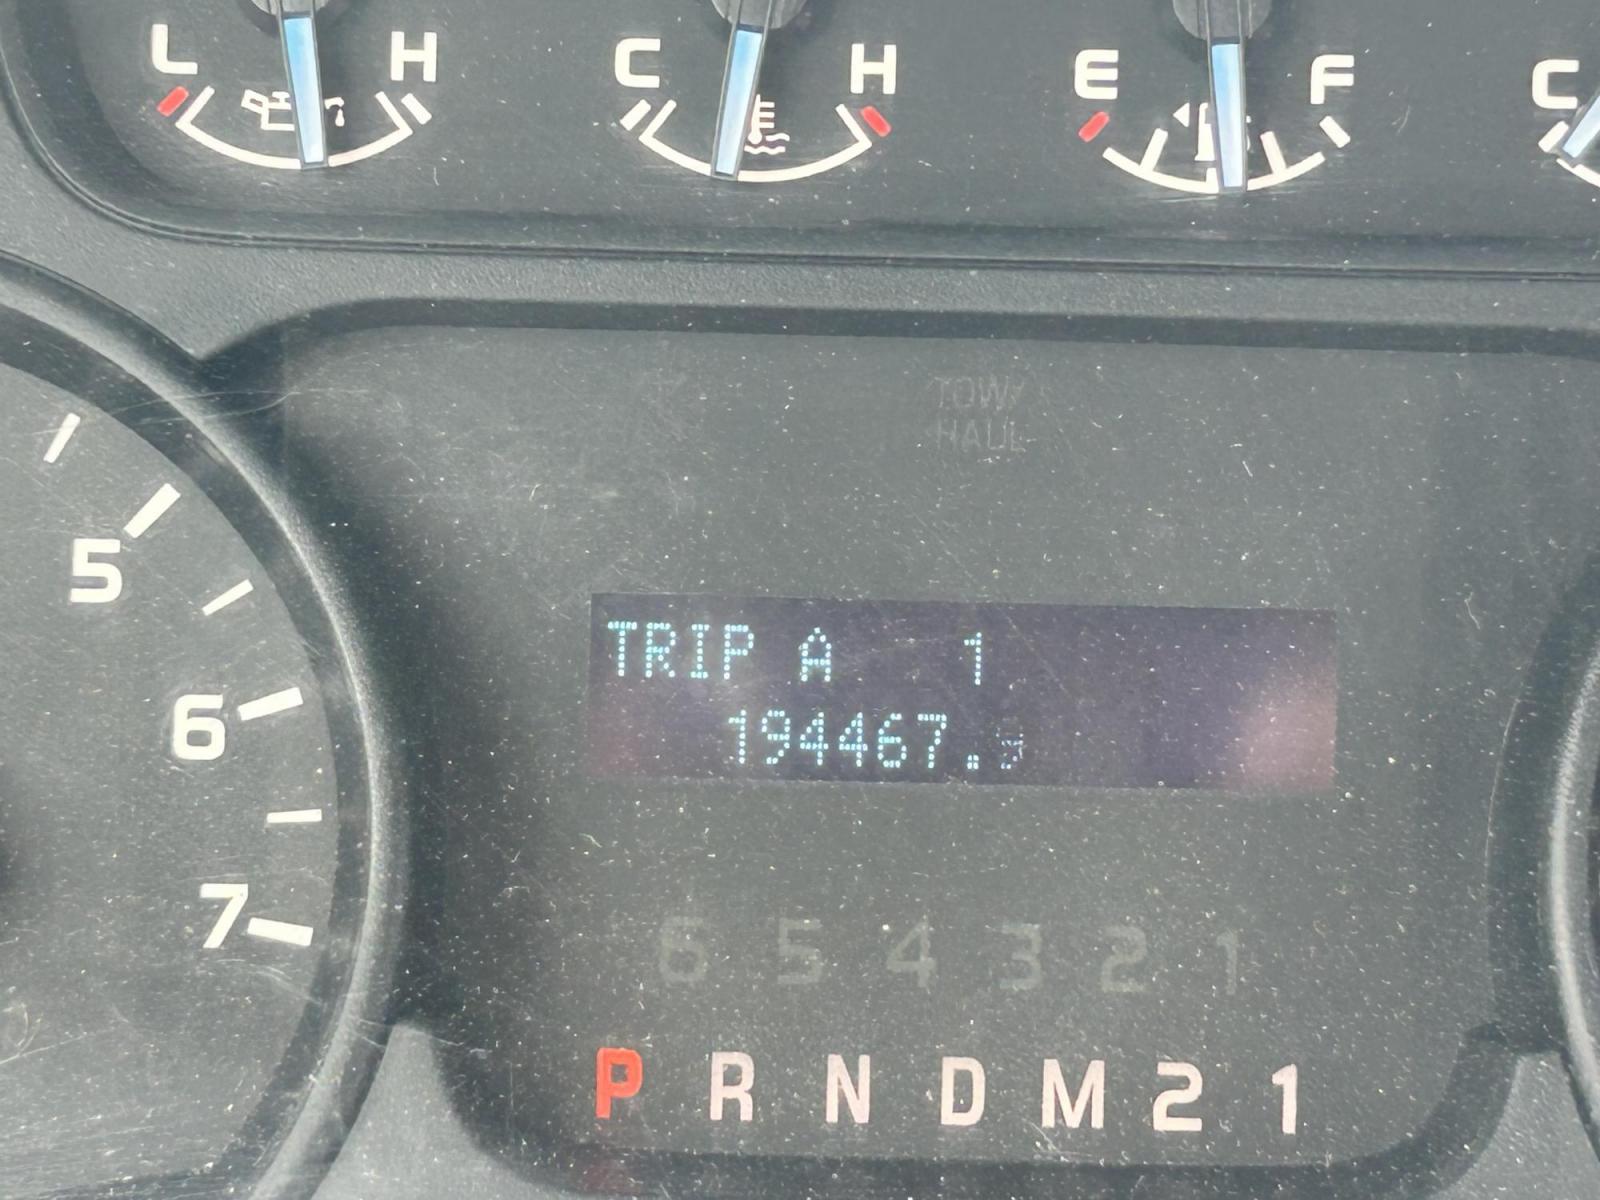 L H C H E F C
TOW/
HAUL
5
6
7
TRIP A 1
194467.
6 5 4 3 2 1
P R N D M 2 1